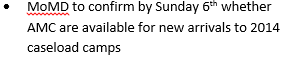 • MoMD to confirm by Sunday 6th whether
AMC are available for new arrivals to 2014
caseload camps